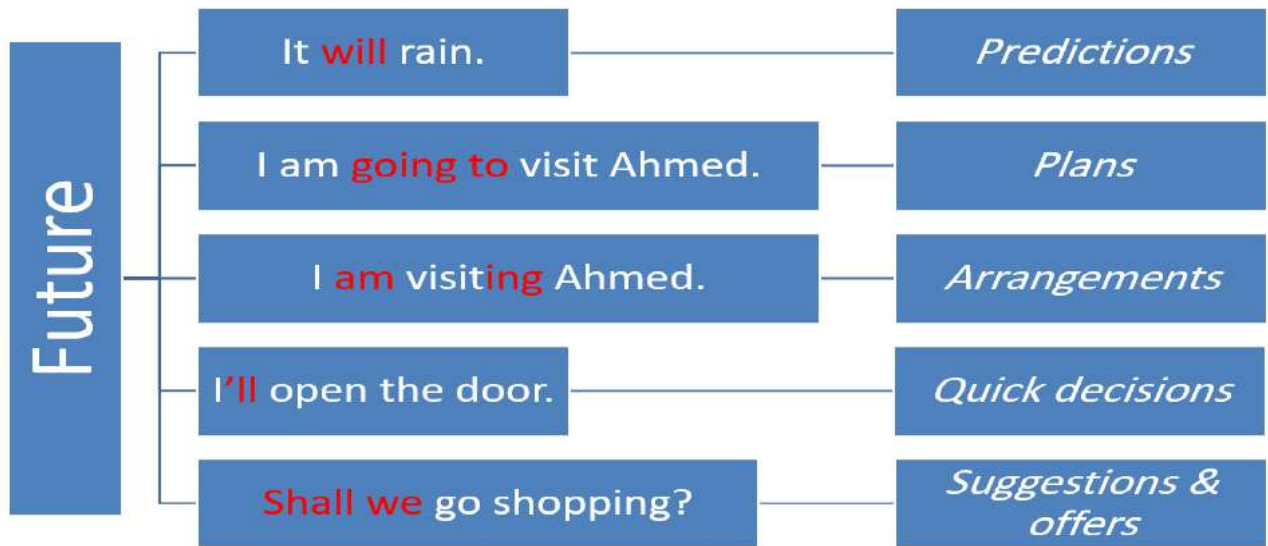 Future
It will rain.
Predictions
I am going to visit Ahmed.
Plans
I am visiting Ahmed.
Arrangements
I'll open the door.
Quick decisions
Shall we go shopping?
Suggestions &
offers